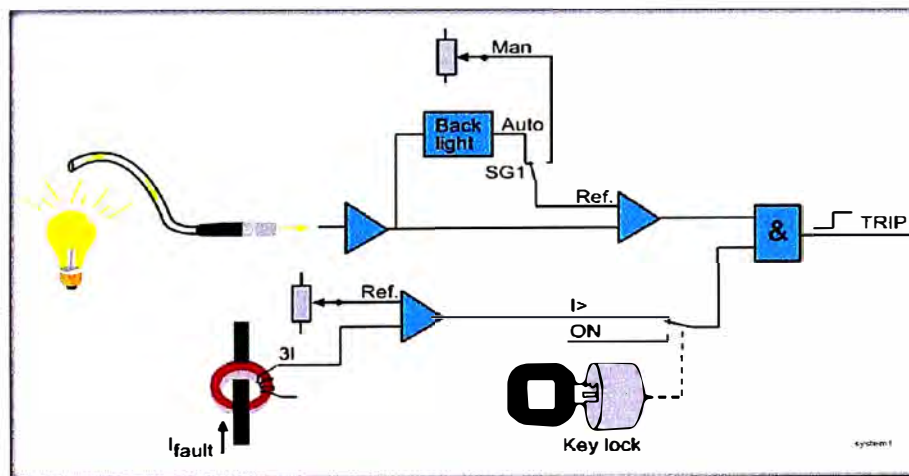 Man
Back
light
Auto
SG1
Ref.
&
TRIP
Ref.
I>
ON
3I
Ifault
Key lock
system1